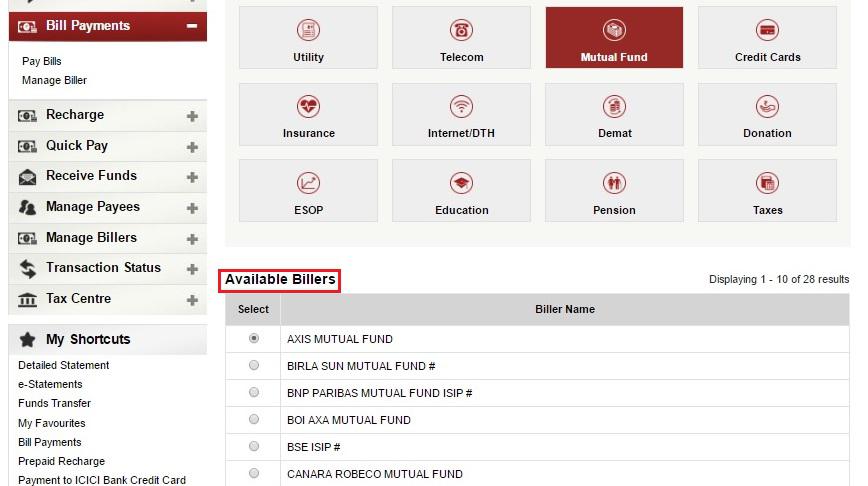 Bill Payments
Pay Bills
Manage Biller
Recharge
Quick Pay
Receive Funds
Manage Payees
Manage Billers
Transaction Status
Tax Centre
My Shortcuts
Detailed Statement
e-Statements
Funds Transfer
My Favourites
Bill Payments
Prepaid Recharge
Payment to ICICI Bank Credit Card
Utility Telecom Mutual Fund Credit Cards
Insurance Internet/DTH Demat Donation
ESOP Education Pension Taxes
Available Billers Displaying 1 - 10 of 28 results
Select Biller Name
AXIS MUTUAL FUND
BIRLA SUN MUTUAL FUND #
BNP PARIBAS MUTUAL FUND ISIP #
BOI AXA MUTUAL FUND
BSE ISIP #
CANARA ROBECO MUTUAL FUND